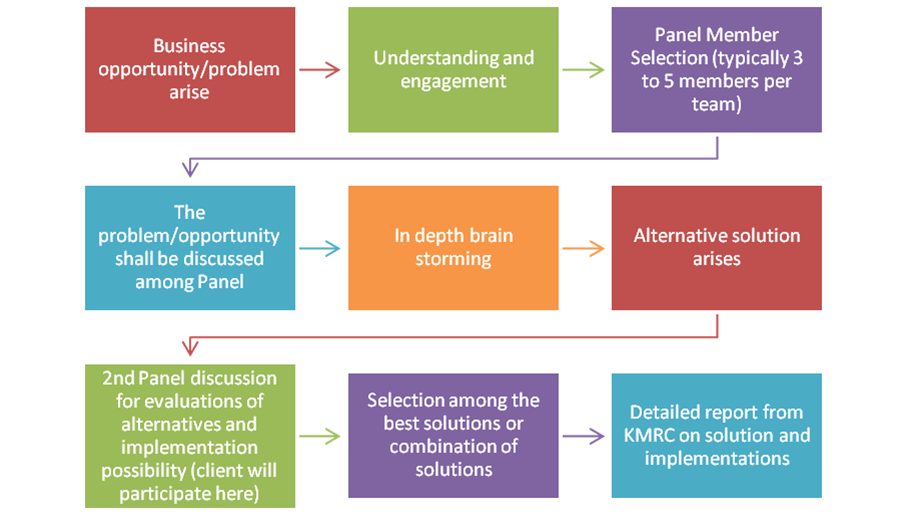 Business
opportunity/problem
arise
Understanding and
engagement
Panel Member
Selection (typically 3
to 5 members per
team)
The
problem/opportunity
shall be discussed
among Panel
In depth brain
storming
Alternative solution
arises
2nd Panel discussion
for evaluations of
alternatives and
implementation
possibility (client will
participate here)
Selection among the
best solutions or
combination of
solutions
Detailed report from
KMRC on solution and
implementations